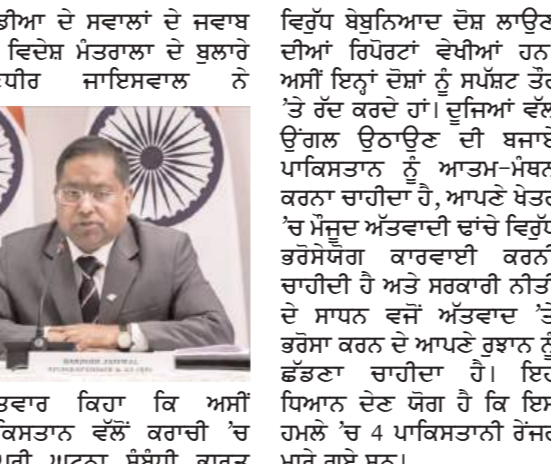 ਡੀਆ ਦੇ ਸਵਾਲਾਂ ਦੇ ਜਵਾਬ
ਵਿਦੇਸ਼ ਮੰਤਰਾਲਾ ਦੇ ਬੁਲਾਰੇ
ਧੀਰ ਜਾਇਸਵਾਲ ਨੇ
ਤਵਾਰ ਕਿਹਾ ਕਿ ਅਸੀਂ
ਕਿਸਤਾਨ ਵੱਲੋਂ ਕਰਾਚੀ ’ਚ
ਘਟਨਾ ਸੰਬੰਧੀ ਭਾਰਤ
ਵਿਰੁੱਧ ਬੇਬੁਨਿਆਦ ਦੋਸ਼ ਲਾਉਣ
ਦੀਆਂ ਰਿਪੋਰਟਾਂ ਵੇਖੀਆਂ ਹਨ
ਅਸੀਂ ਇਨ੍ਹਾਂ ਦੋਸ਼ਾਂ ਨੂੰ ਸਪੱਸ਼ਟ ਤੌਰ
’ਤੇ ਰੱਦ ਕਰਦੇ ਹਾਂ। ਦੂਜਿਆਂ ਵੱਲ
ਉਂਗਲ ਉਠਾਉਣ ਦੀ ਬਜਾਏ
ਪਾਕਿਸਤਾਨ ਨੂੰ ਆਤਮ-ਮੰਥਨ
ਕਰਨਾ ਚਾਹੀਦਾ ਹੈ, ਆਪਣੇ ਖੇਤਰ
’ਚ ਮੌਜੂਦ ਅੱਤਵਾਦੀ ਢਾਂਚੇ ਵਿਰੁੱਧ
ਭਰੋਸੇਯੋਗ ਕਾਰਵਾਈ ਕਰਨੀ
ਚਾਹੀਦੀ ਹੈ ਅਤੇ ਸਰਕਾਰੀ ਨੀਤੀ
ਦੇ ਸਾਧਨ ਵਜੋਂ ਅੱਤਵਾਦ ’ਤੇ
ਭਰੋਸਾ ਕਰਨ ਦੇ ਆਪਣੇ ਰੁਝਾਨ ਨੂੰ
ਛੱਡਣਾ ਚਾਹੀਦਾ ਹੈ। ਇਹ
ਧਿਆਨ ਦੇਣ ਯੋਗ ਹੈ ਕਿ ਇਸ
ਹਮਲੇ ’ਚ 4 ਪਾਕਿਸਤਾਨੀ ਰੇਂਜਰ
ਮਾਰੇ ਗਏ ਸਨ।